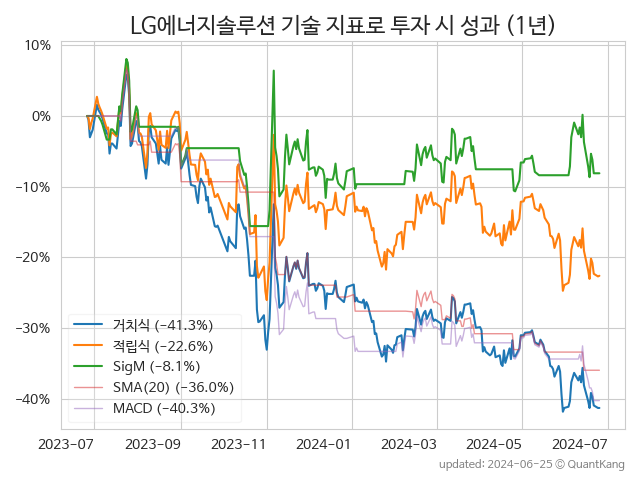 LG에너지솔루션 기술 지표로 투자 시 성과 (1년)
10%
0%
−10%
−20%
−30%
−40%
거치식 (−41.3%)
적립식 (−22.6%)
SigM (−8.1%)
SMA(20) (−36.0%)
MACD (−40.3%)
2023-07
2023-09
2023-11
2024-01
2024-03
2024-05
2024-07
updated: 2024-06-25 © QuantKang